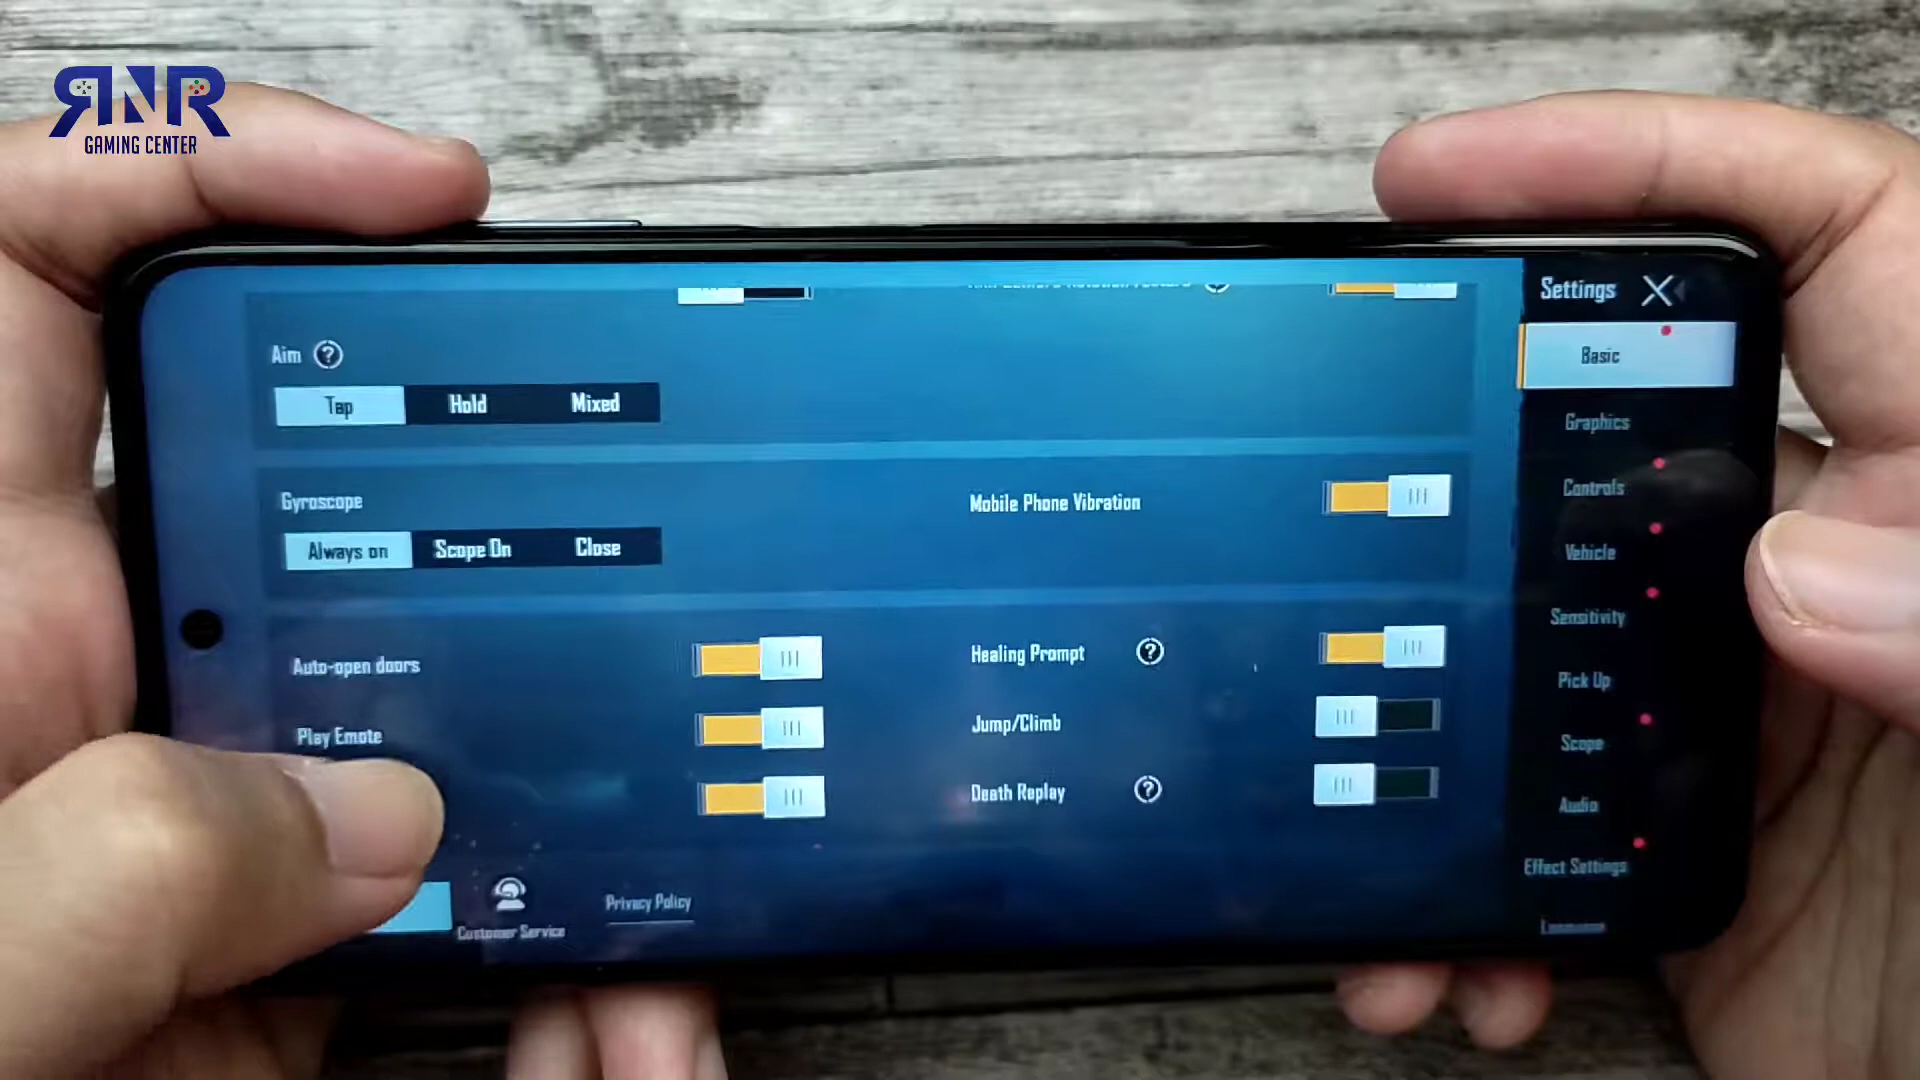 RNR
GAMING CENTER
Settings
Aim ?
Tap Hold Mixed
Gyroscope
Always on Scope On Close
Mobile Phone Vibration
Auto-open doors
Healing Prompt ?
Play Emote
Jump/Climb
Death Replay ?
Customer Service
Privacy Policy
Basic
Graphics
Controls
Vehicle
Sensitivity
Pick Up
Scope
Audio
Effect Settings